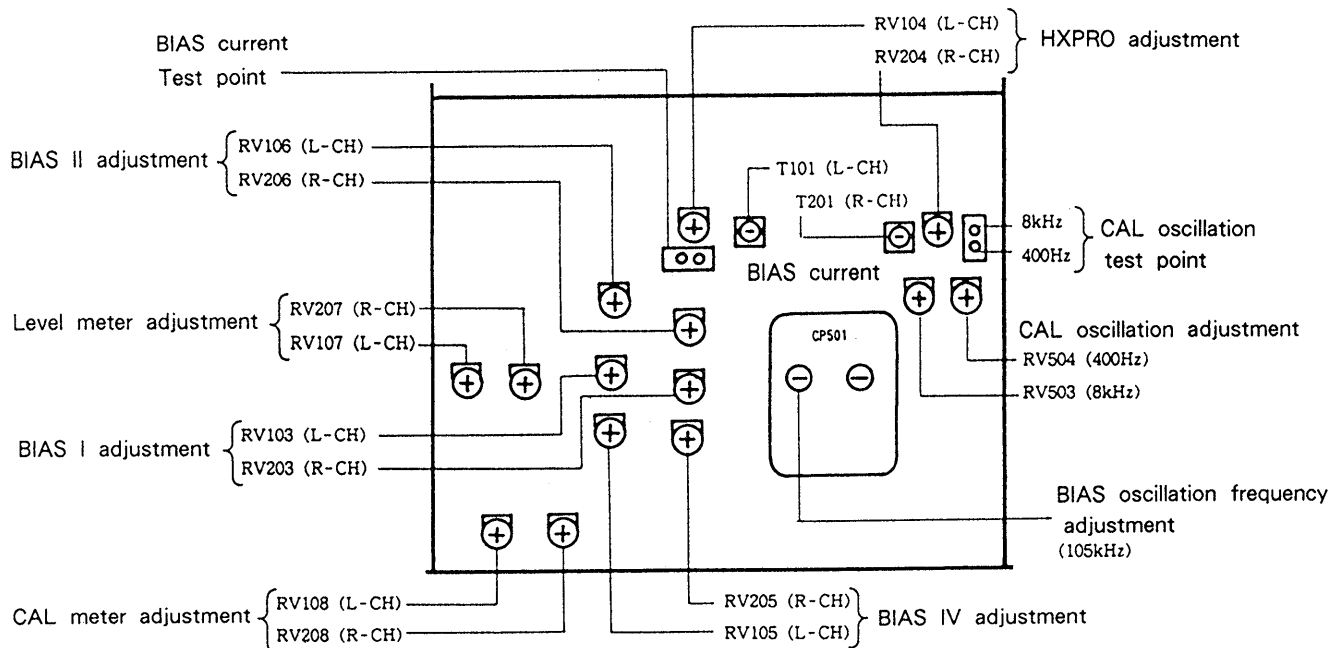 BIAS current
Test point
RV104 (L-CH)
RV204 (R-CH)
HXPRO adjustment
BIAS II adjustment
RV106 (L-CH)
RV206 (R-CH)
T101 (L-CH)
T201 (R-CH)
8kHz
400Hz
CAL oscillation
test point
BIAS current
Level meter adjustment
RV207 (R-CH)
RV107 (L-CH)
CP501
CAL oscillation adjustment
RV504 (400Hz)
RV503 (8kHz)
BIAS I adjustment
RV103 (L-CH)
RV203 (R-CH)
BIAS oscillation frequency
adjustment
(105kHz)
CAL meter adjustment
RV108 (L-CH)
RV208 (R-CH)
RV205 (R-CH)
RV105 (L-CH)
BIAS IV adjustment